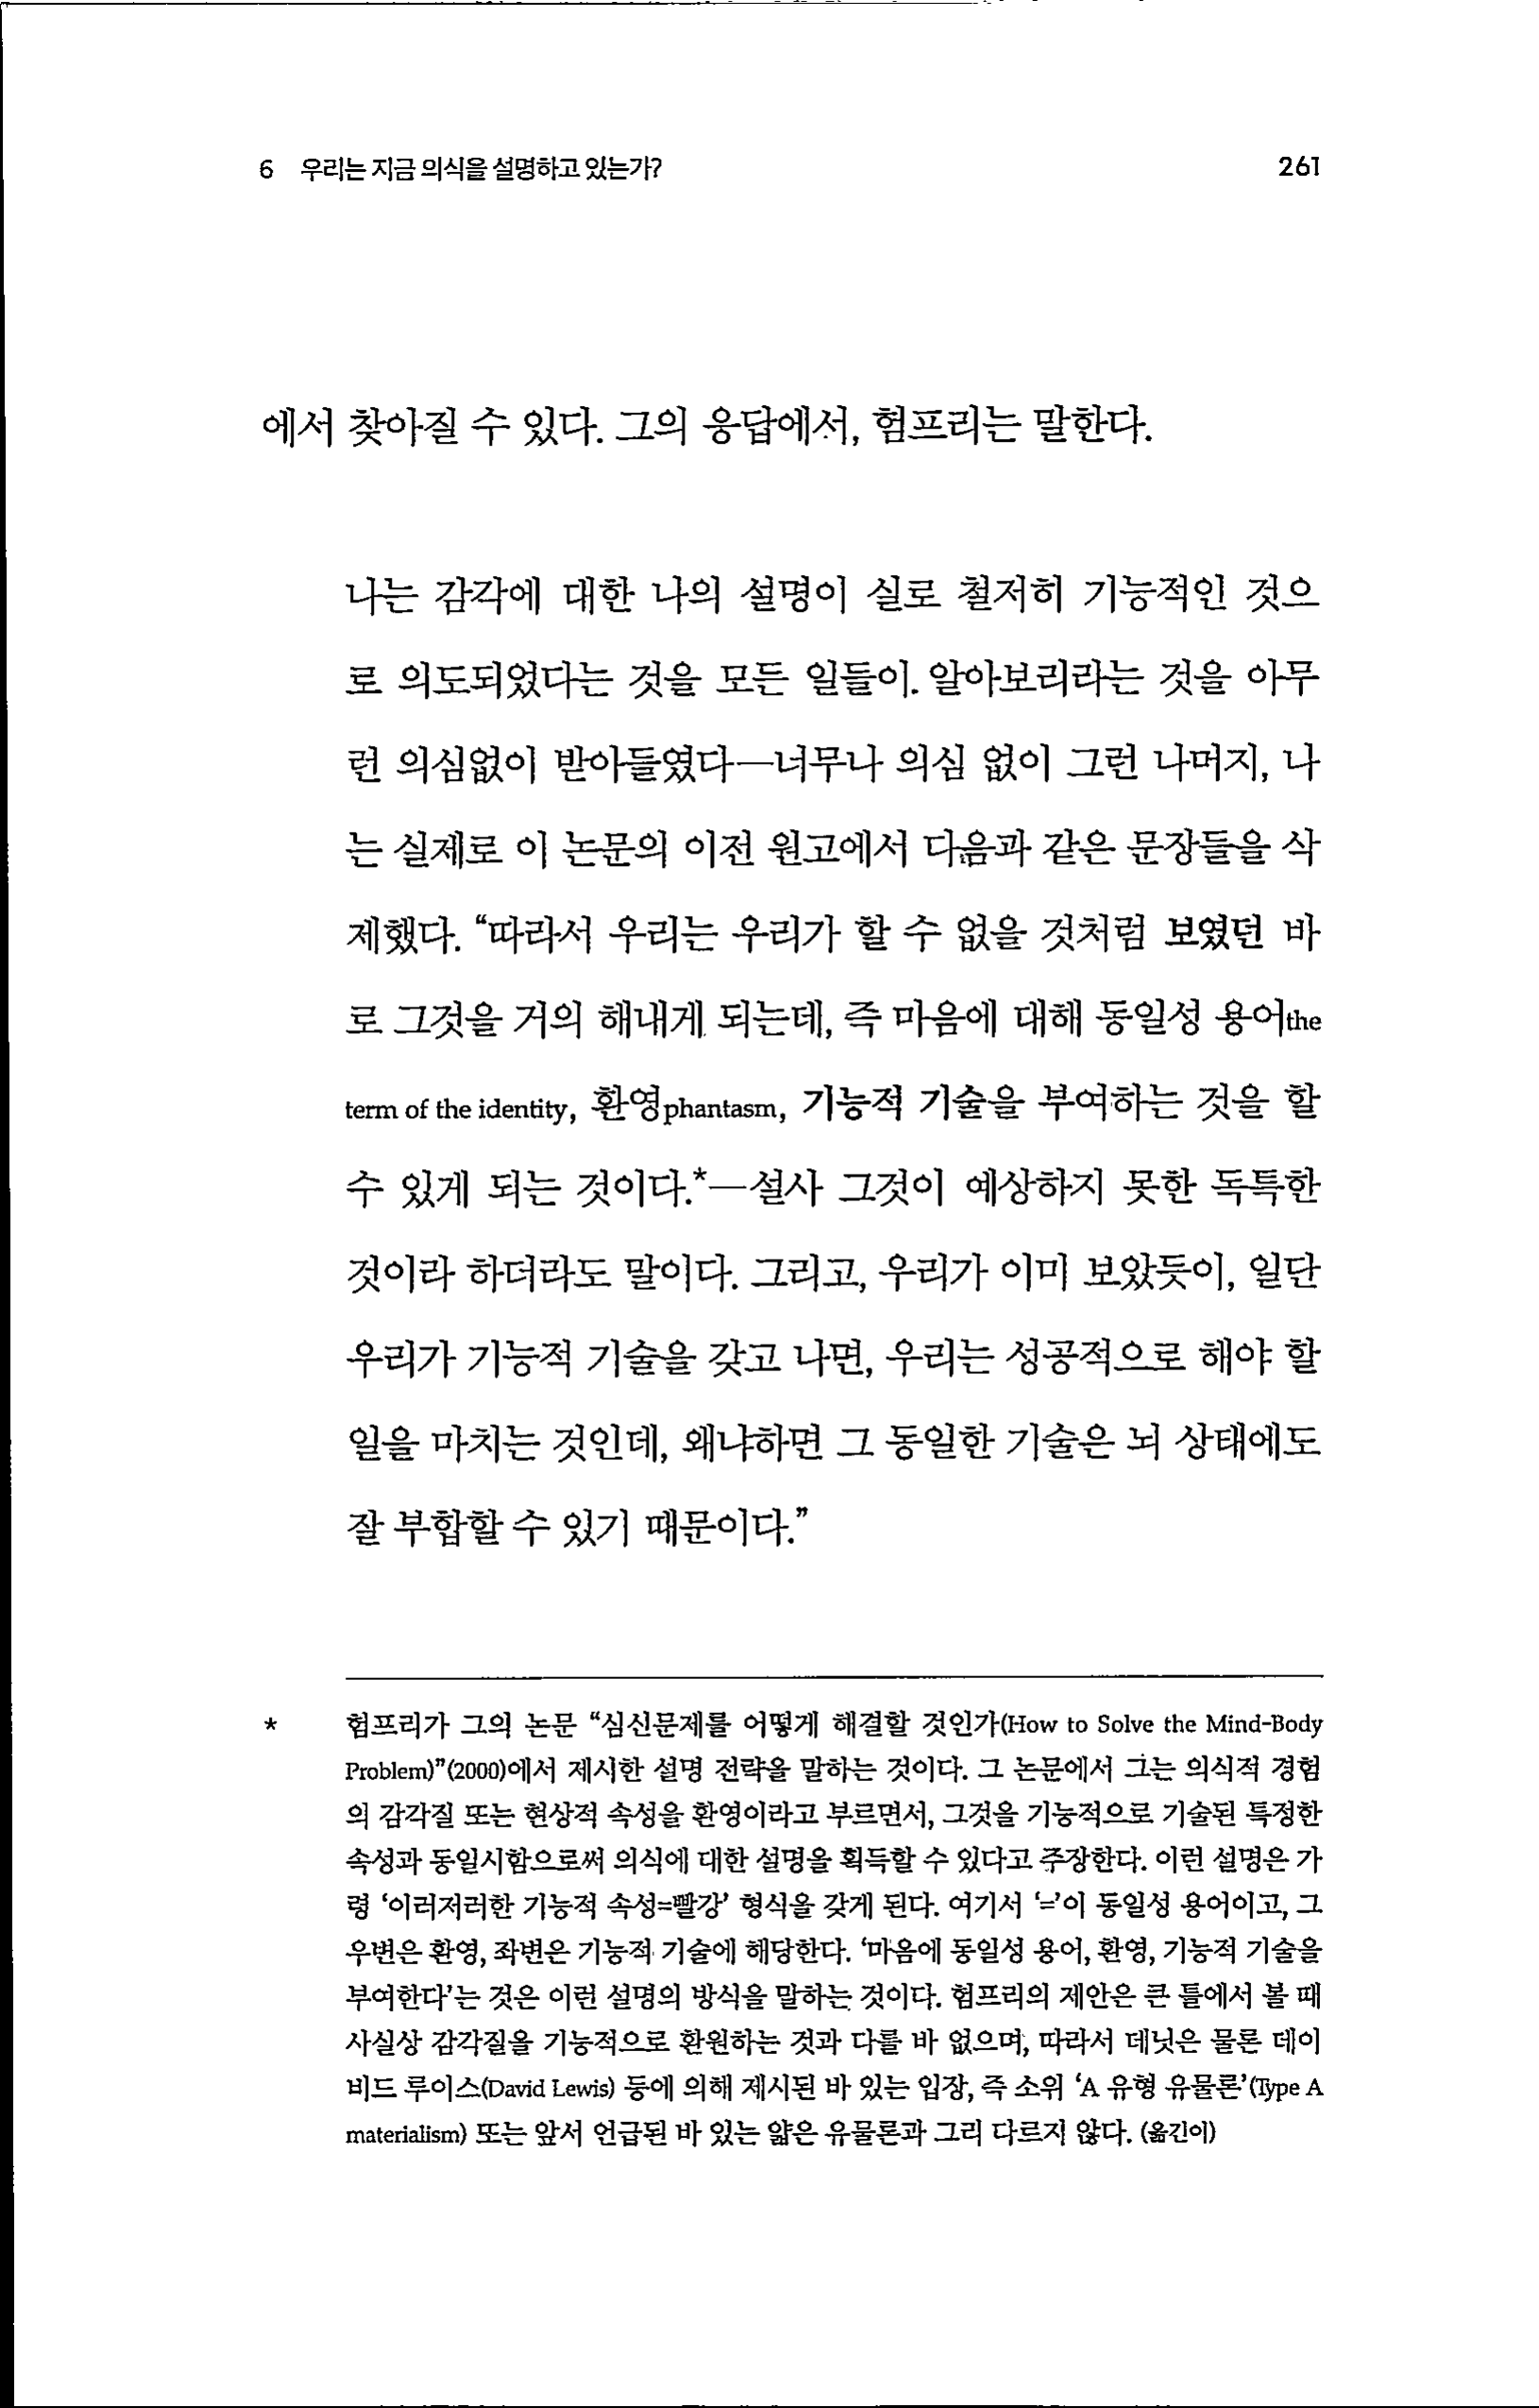 6 우리는 지금 의식을 설명하고 있는가? 261
에서 찾아질 수 있다. 그의 응답에서, 험프리는 말한다.
나는 감각에 대한 나의 설명이 실로 철저히 기능적인 것으
로 의도되었다는 것을 모든 일들이. 알아보리라는 것을 아무
런 의심없이 받아들였다—너무나 의심 없이 그런 나머지, 나
는 실제로 이 논문의 이전 원고에서 다음과 같은 문장들을 삭
제했다. “따라서 우리는 우리가 할 수 없을 것처럼 보였던 바
로 그것을 거의 해내게 되는데, 즉 마음에 대해 동일성 용어the
term of the identity, 환영phantasm, 기능적 기술을 부여하는 것을 할
수 있게 되는 것이다.*—설사 그것이 예상하지 못한 독특한
것이라 하더라도 말이다. 그리고, 우리가 이미 보았듯이, 일단
우리가 기능적 기술을 갖고 나면, 우리는 성공적으로 해야 할
일을 마치는 것인데, 왜냐하면 그 동일한 기술은 뇌 상태에도
잘 부합할 수 있기 때문이다.”
* 험프리가 그의 논문 “심신문제를 어떻게 해결할 것인가(How to Solve the Mind-Body
Problem)”(2000)에서 제시한 설명 전략을 말하는 것이다. 그 논문에서 그는 의식적 경험
의 감각질 또는 현상적 속성을 환영이라고 부르면서, 그것을 기능적으로 기술된 특정한
속성과 동일시함으로써 의식에 대한 설명을 획득할 수 있다고 주장한다. 이런 설명은 가
령 ‘이러저러한 기능적 속성=빨강’ 형식을 갖게 된다. 여기서 ‘=’이 동일성 용어이고, 그
우변은 환영, 좌변은 기능적 기술에 해당한다. ‘마음에 동일성 용어, 환영, 기능적 기술을
부여한다’는 것은 이런 설명의 방식을 말하는 것이다. 험프리의 제안은 큰 틀에서 볼 때
사실상 감각질을 기능적으로 환원하는 것과 다를 바 없으며, 따라서 데닛은 물론 데이
비드 루이스(David Lewis) 등에 의해 제시된 바 있는 입장, 즉 소위 ‘A 유형 유물론’(Type A
materialism) 또는 앞서 언급된 바 있는 얇은 유물론과 그리 다르지 않다. (옮긴이)